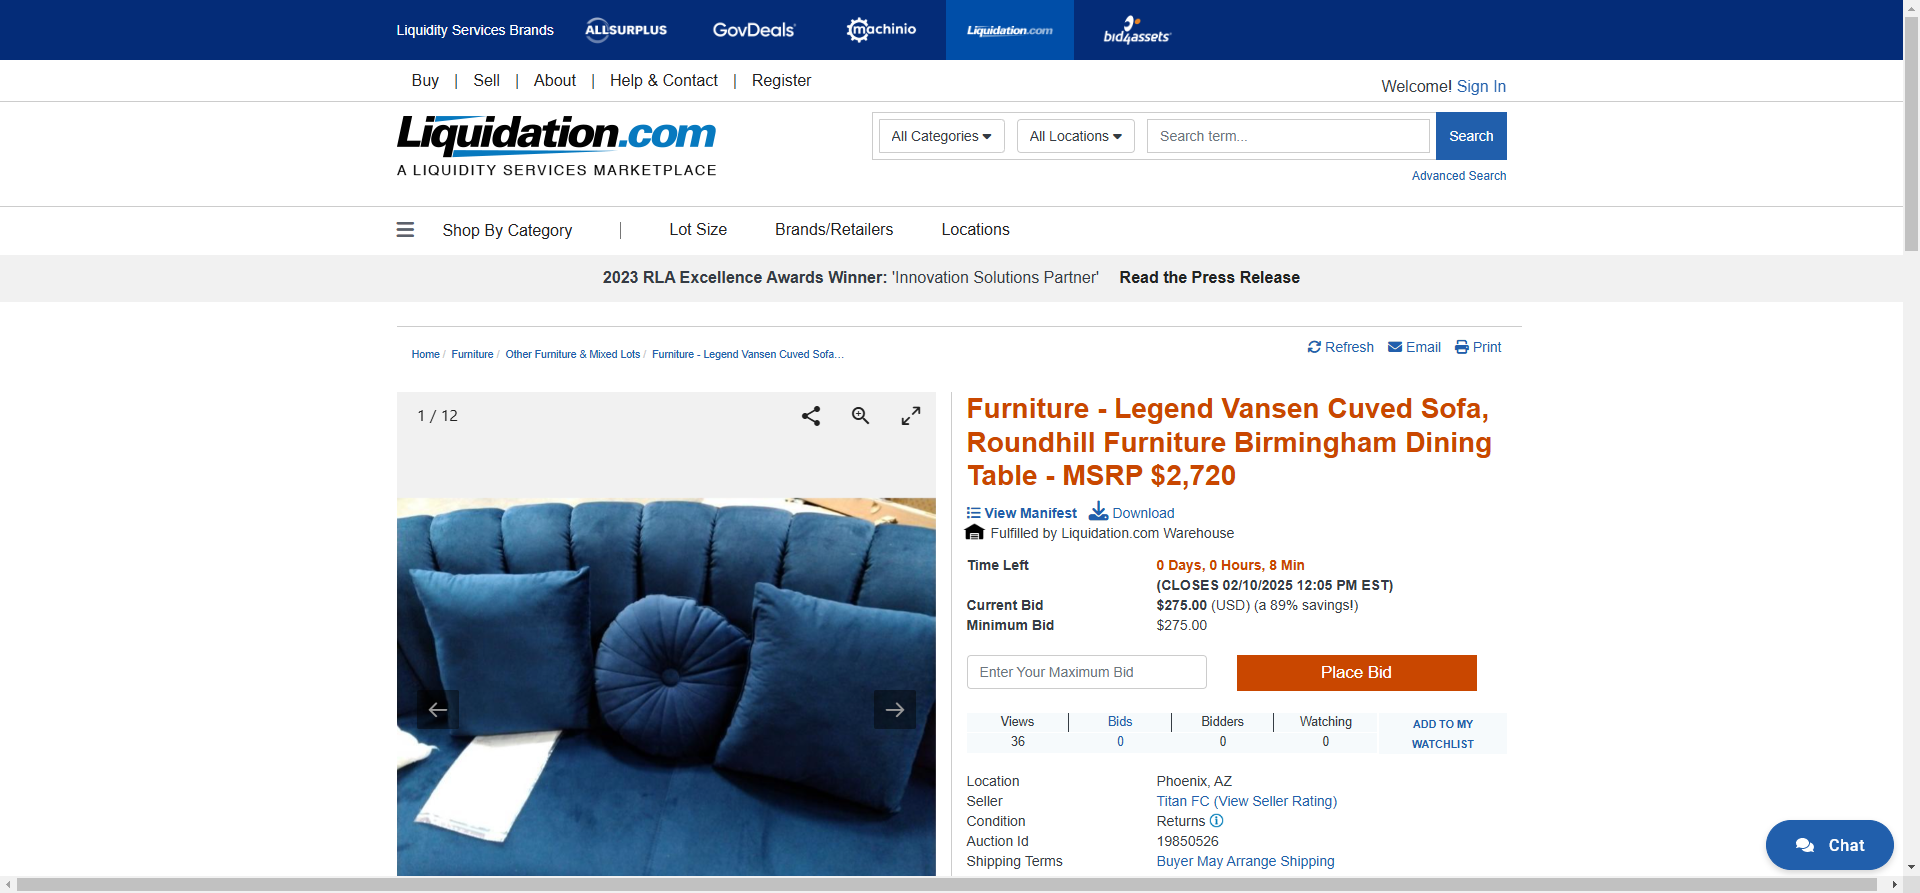 Liquidity Services Brands
ALLSURPLUS
GovDeals
machinio
Liquidation.com
bid4assets
Buy | Sell | About | Help & Contact | Register
Welcome! Sign In
Liquidation.com
A LIQUIDITY SERVICES MARKETPLACE
All Categories
All Locations
Search term...
Search
Advanced Search
Shop By Category | Lot Size Brands/Retailers Locations
2023 RLA Excellence Awards Winner: 'Innovation Solutions Partner' Read the Press Release
Home / Furniture / Other Furniture & Mixed Lots / Furniture - Legend Vansen Cuved Sofa...
Refresh Email Print
1 / 12
Furniture - Legend Vansen Cuved Sofa,
Roundhill Furniture Birmingham Dining
Table - MSRP $2,720
View Manifest Download
Fulfilled by Liquidation.com Warehouse
Time Left 0 Days, 0 Hours, 8 Min
(CLOSES 02/10/2025 12:05 PM EST)
Current Bid $275.00 (USD) (a 89% savings!)
Minimum Bid $275.00
Enter Your Maximum Bid
Place Bid
Views Bids Bidders Watching
36 0 0 0
ADD TO MY
WATCHLIST
Location Phoenix, AZ
Seller Titan FC (View Seller Rating)
Condition Returns
Auction Id 19850526
Shipping Terms Buyer May Arrange Shipping
Chat